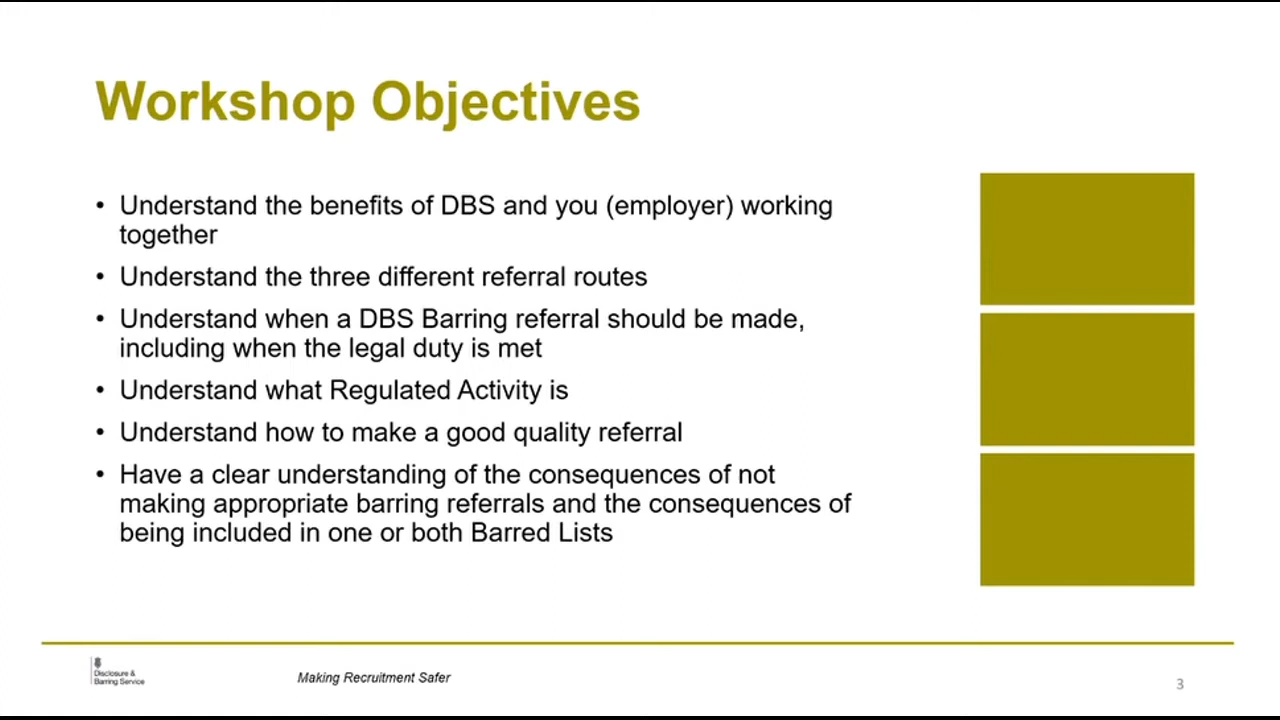 Workshop Objectives
• Understand the benefits of DBS and you (employer) working
together
• Understand the three different referral routes
• Understand when a DBS Barring referral should be made,
including when the legal duty is met
• Understand what Regulated Activity is
• Understand how to make a good quality referral
• Have a clear understanding of the consequences of not
making appropriate barring referrals and the consequences of
being included in one or both Barred Lists
Disclosure &
Barring Service
Making Recruitment Safer
3